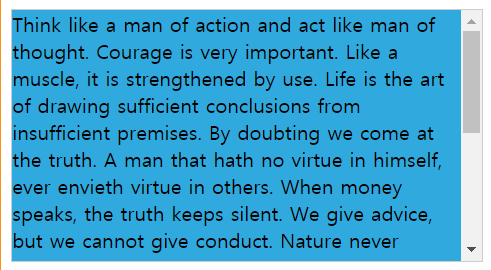 Think like a man of action and act like man of
thought. Courage is very important. Like a
muscle, it is strengthened by use. Life is the art
of drawing sufficient conclusions from
insufficient premises. By doubting we come at
the truth. A man that hath no virtue in himself,
ever envieth virtue in others. When money
speaks, the truth keeps silent. We give advice,
but we cannot give conduct. Nature never